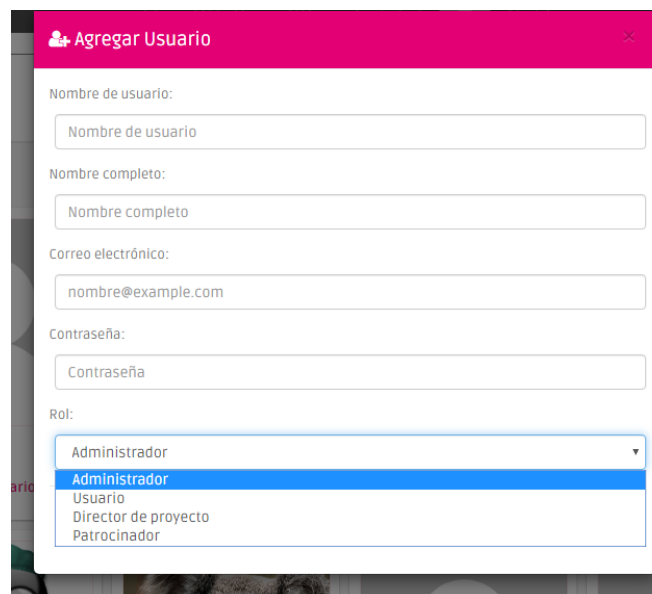 Agregar Usuario
Nombre de usuario:
Nombre de usuario
Nombre completo:
Nombre completo
Correo electrónico:
nombre@example.com
Contraseña:
Contraseña
Rol:
Administrador
Administrador
Usuario
Director de proyecto
Patrocinador